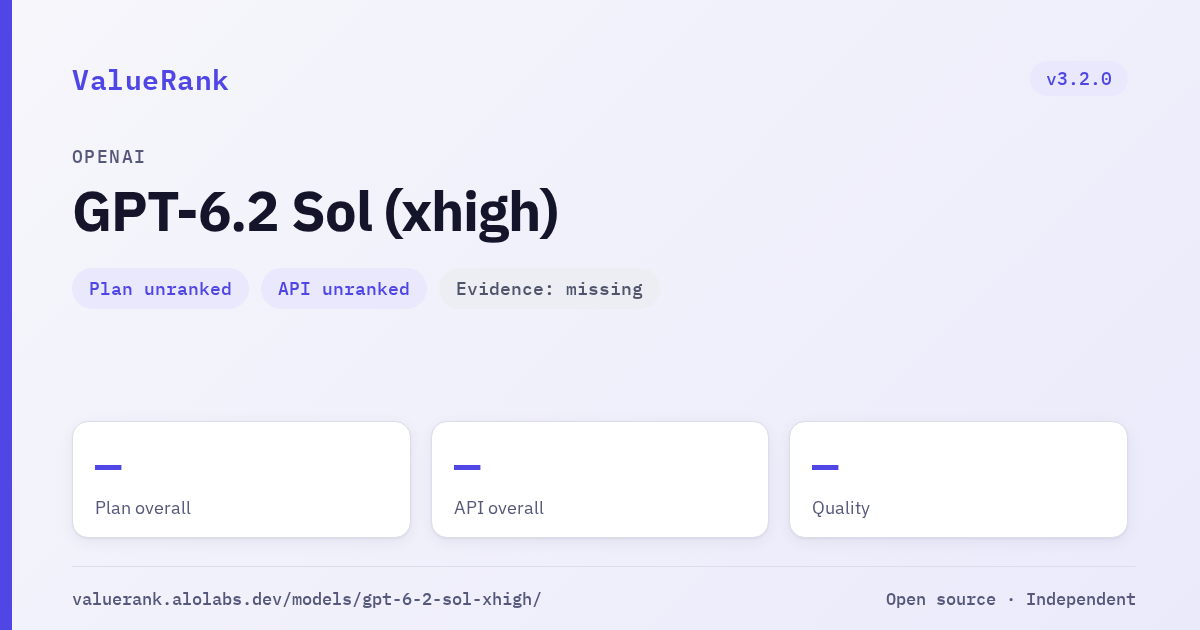 ValueRank
v3.2.0
OPENAI
GPT-6.2 Sol (xhigh)
Plan unranked
API unranked
Evidence: missing
—
Plan overall
—
API overall
—
Quality
valuerank.alolabs.dev/models/gpt-6-2-sol-xhigh/
Open source · Independent